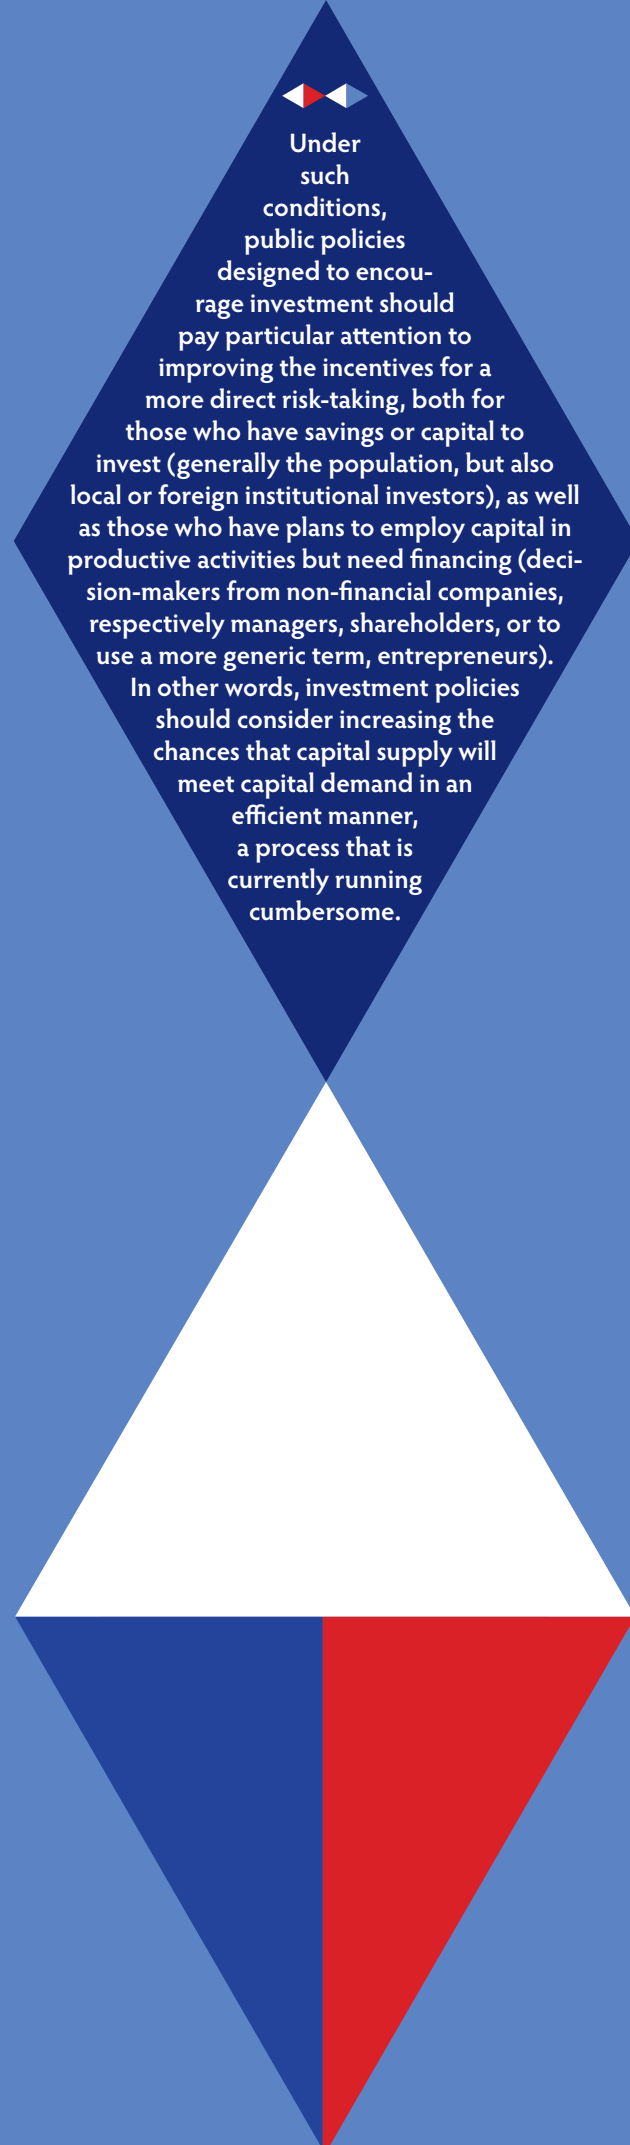 Under
such
conditions,
public policies
designed to encou-
rage investment should
pay particular attention to
improving the incentives for a
more direct risk-taking, both for
those who have savings or capital to
invest (generally the population, but also
local or foreign institutional investors), as well
as those who have plans to employ capital in
productive activities but need financing (deci-
sion-makers from non-financial companies,
respectively managers, shareholders, or to
use a more generic term, entrepreneurs).
In other words, investment policies
should consider increasing the
chances that capital supply will
meet capital demand in an
efficient manner,
a process that is
currently running
cumbersome.